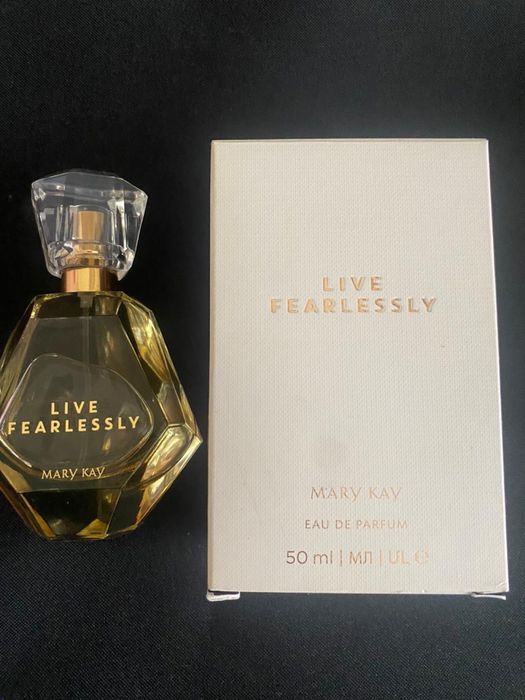 LIVE
FEARLESSLY
MARY KAY
LIVE
FEARLESSLY
MARY KAY
EAU DE PARFUM
50 ml | МЛ | UL ℮